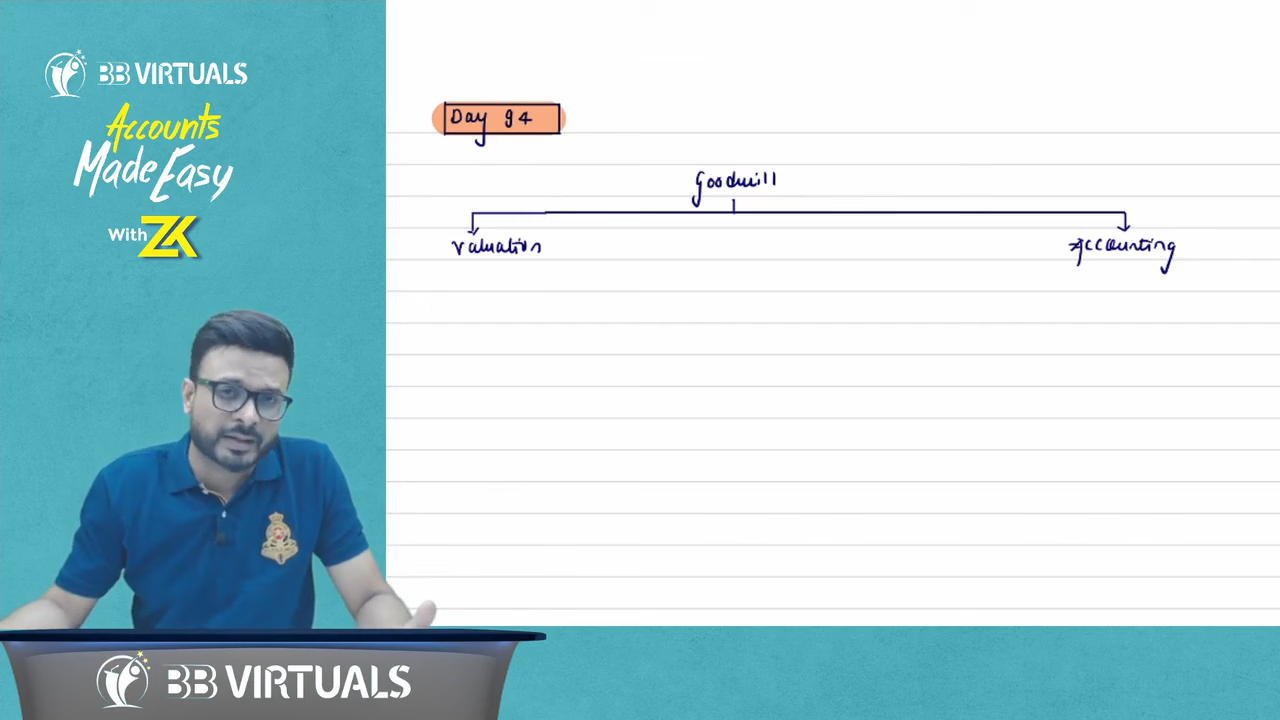 BB VIRTUALS
Accounts
Made Easy
With ZK
Day 94
Goodwill
Valuation
Accounting
BB VIRTUALS